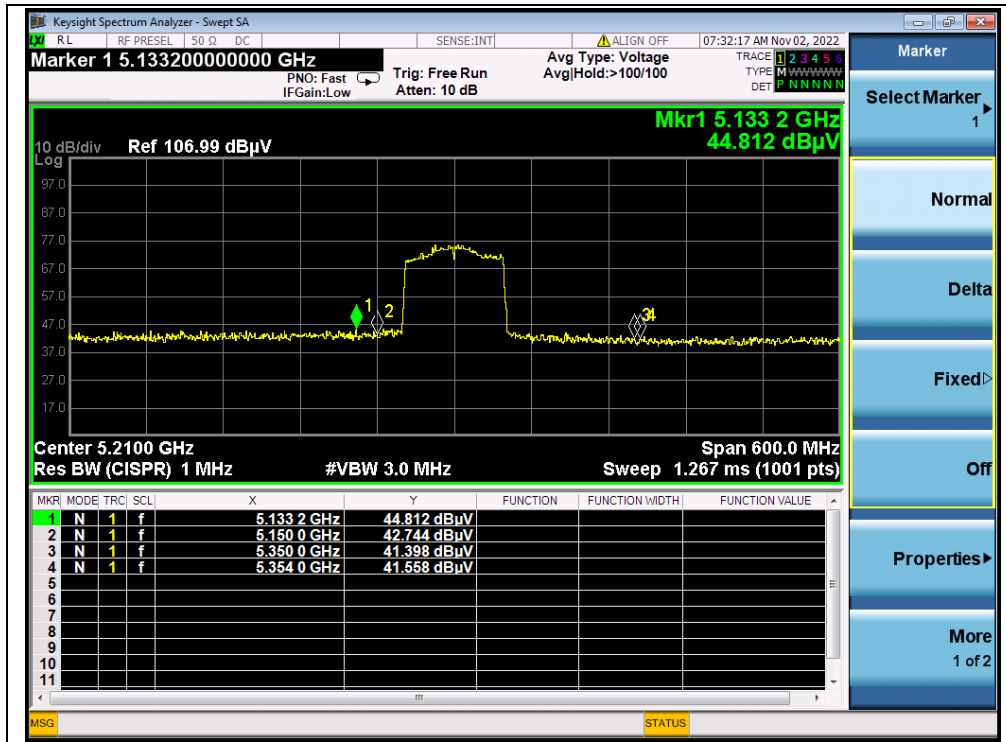 Keysight Spectrum Analyzer - Swept SA
LXI RL RF PRESEL 50 Ω DC SENSE:INT ALIGN OFF 07:32:17 AM Nov 02, 2022
Marker 1 5.133200000000 GHz
PNO: Fast
IFGain:Low
Trig: Free Run
Atten: 10 dB
Avg Type: Voltage
Avg|Hold:>100/100
TRACE 1 2 3 4 5 6
TYPE M WWWWW
DET P N N N N N
Mkr1 5.133 2 GHz
44.812 dBµV
10 dB/div Ref 106.99 dBµV
Log
97.0
87.0
77.0
67.0
57.0
47.0
37.0
27.0
17.0
1
2
3
4
Center 5.2100 GHz Span 600.0 MHz
Res BW (CISPR) 1 MHz #VBW 3.0 MHz Sweep 1.267 ms (1001 pts)
MKR MODE TRC SCL X Y FUNCTION FUNCTION WIDTH FUNCTION VALUE
1 N 1 f 5.133 2 GHz 44.812 dBµV
2 N 1 f 5.150 0 GHz 42.744 dBµV
3 N 1 f 5.350 0 GHz 41.398 dBµV
4 N 1 f 5.354 0 GHz 41.558 dBµV
5
6
7
8
9
10
11
MSG STATUS
Marker
Select Marker
1
Normal
Delta
Fixed
Off
Properties
More
1 of 2